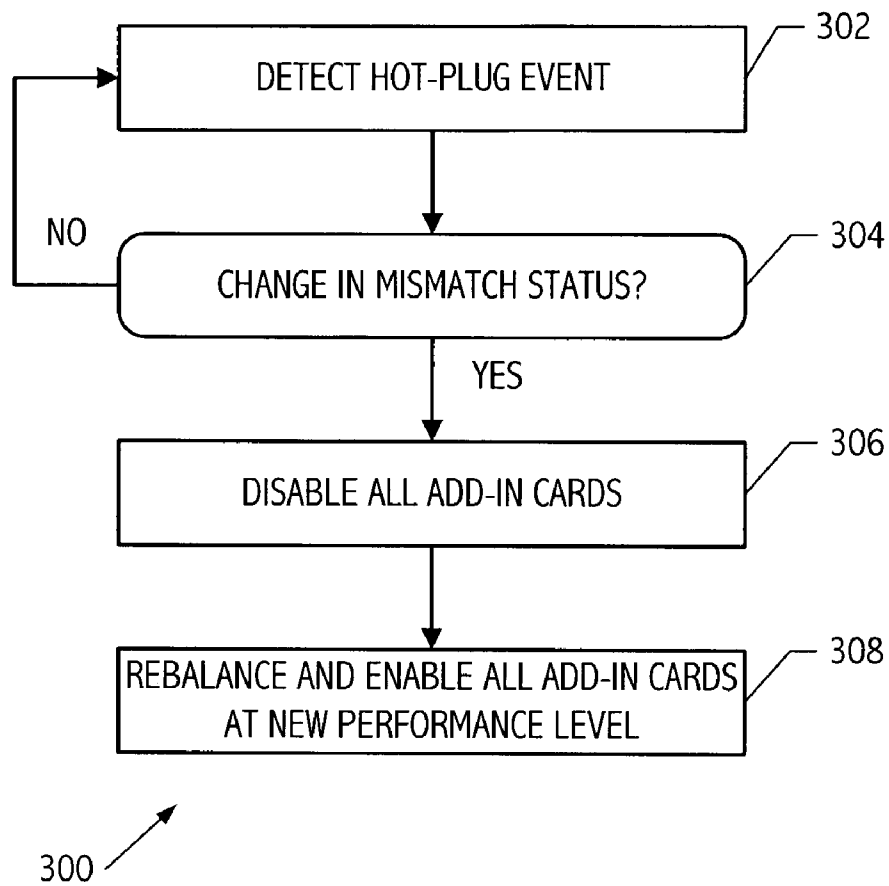 302
DETECT HOT-PLUG EVENT
NO
304
CHANGE IN MISMATCH STATUS?
YES
306
DISABLE ALL ADD-IN CARDS
308
REBALANCE AND ENABLE ALL ADD-IN CARDS
AT NEW PERFORMANCE LEVEL
300